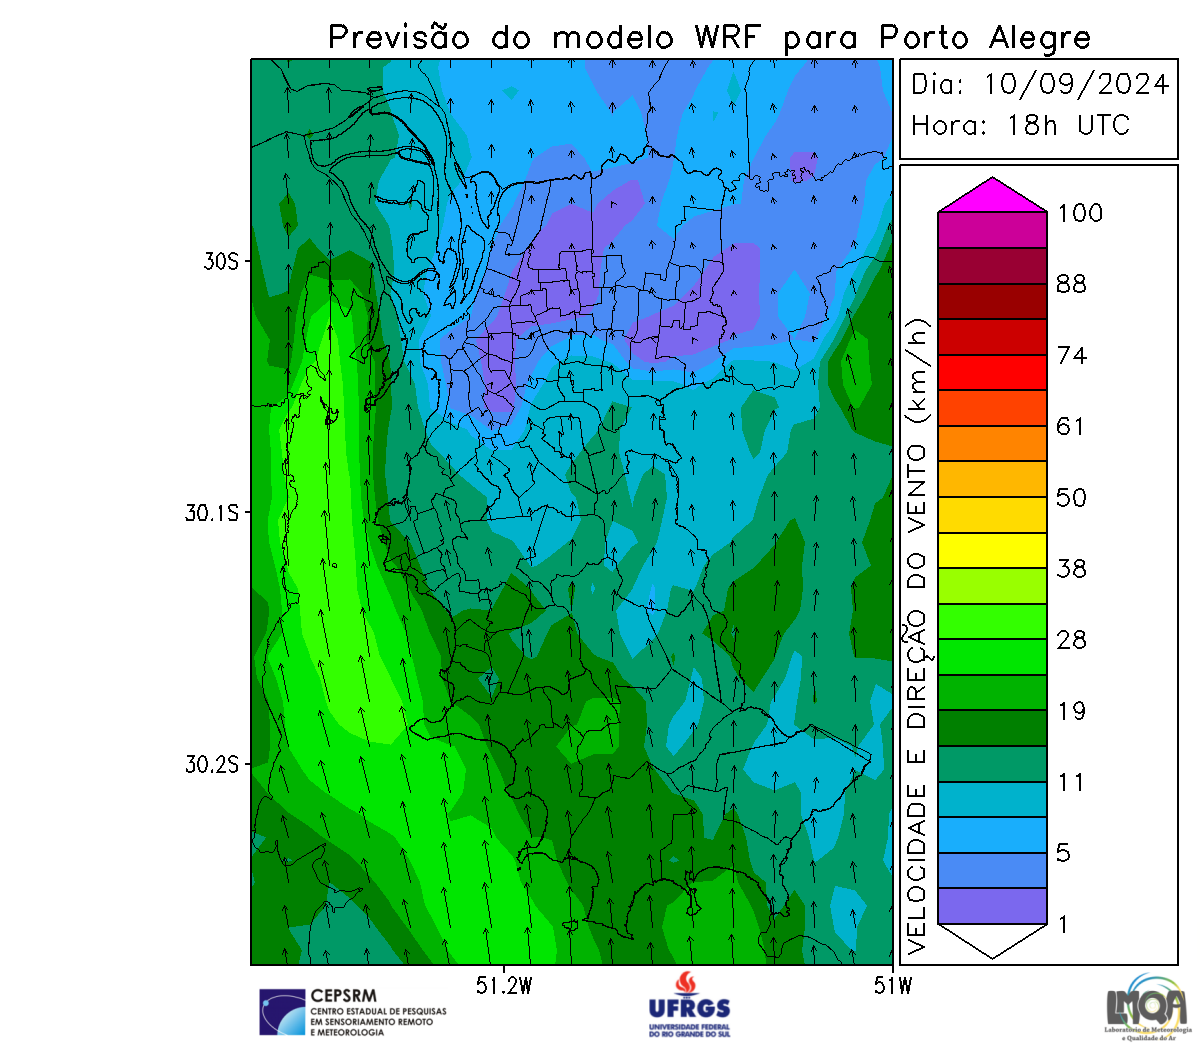 Previsão do modelo WRF para Porto Alegre
Dia: 10/09/2024
Hora: 18h UTC
30S
30.1S
30.2S
51.2W
51W
VELOCIDADE E DIREÇÃO DO VENTO (km/h)
100
88
74
61
50
38
28
19
11
5
1
CEPSRM
CENTRO ESTADUAL DE PESQUISAS
EM SENSORIAMENTO REMOTO
E METEOROLOGIA
UFRGS
UNIVERSIDADE FEDERAL
DO RIO GRANDE DO SUL
LMQA
Laboratório de Meteorologia
e Qualidade do Ar